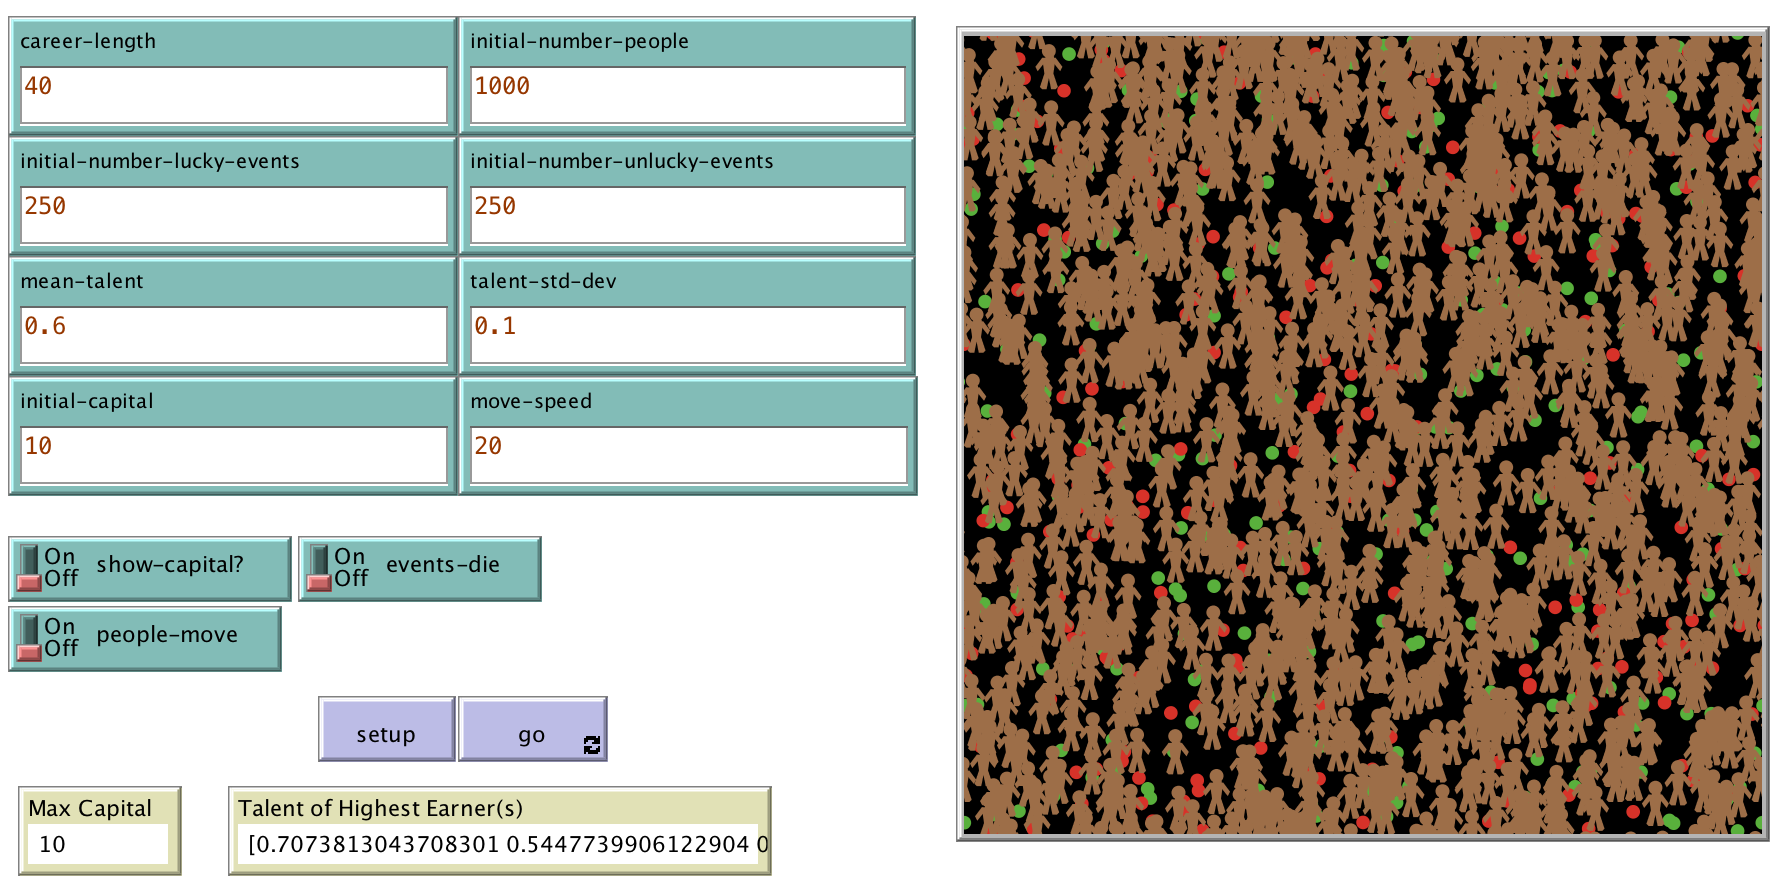 career-length
40
initial-number-people
1000
initial-number-lucky-events
250
initial-number-unlucky-events
250
mean-talent
0.6
talent-std-dev
0.1
initial-capital
10
move-speed
20
On
Off
show-capital?
On
Off
events-die
On
Off
people-move
setup
go
Max Capital
10
Talent of Highest Earner(s)
[0.7073813043708301 0.54477399061229​04 0